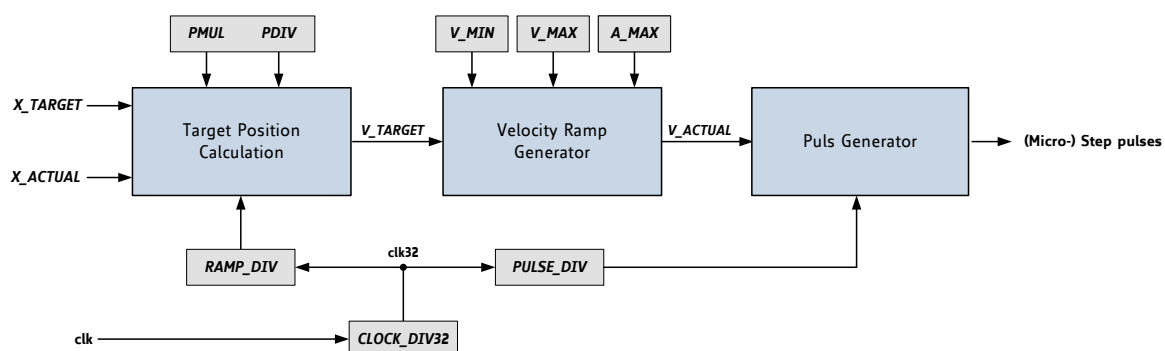 PMUL PDIV
V_MIN
V_MAX
A_MAX
X_TARGET
X_ACTUAL
Target Position
Calculation
V_TARGET
Velocity Ramp
Generator
V_ACTUAL
Puls Generator
(Micro-) Step pulses
RAMP_DIV
clk32
PULSE_DIV
clk
CLOCK_DIV32